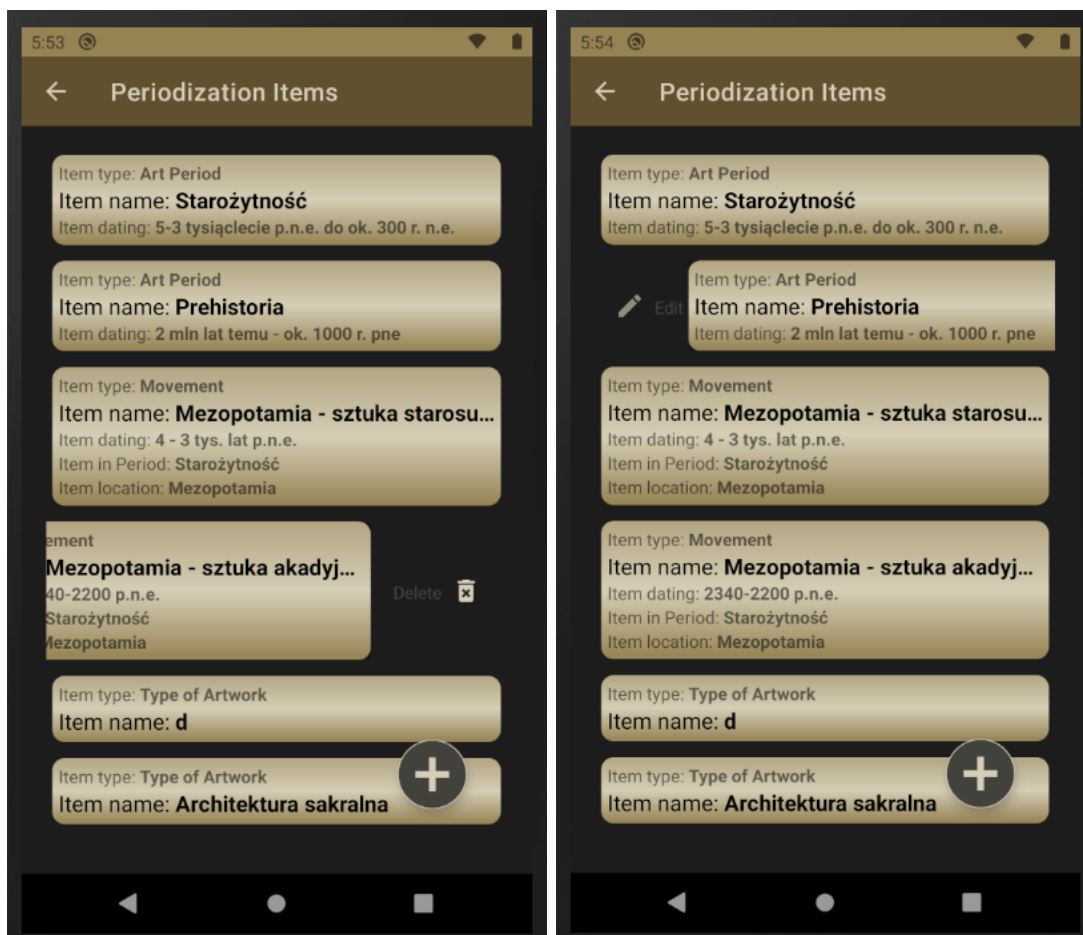 5:53
Periodization Items
Item type: Art Period
Item name: Starożytność
Item dating: 5-3 tysiąclecie p.n.e. do ok. 300 r. n.e.
Item type: Art Period
Item name: Prehistoria
Item dating: 2 mln lat temu - ok. 1000 r. pne
Item type: Movement
Item name: Mezopotamia - sztuka starosu...
Item dating: 4 - 3 tys. lat p.n.e.
Item in Period: Starożytność
Item location: Mezopotamia
ement
Mezopotamia - sztuka akadyj...
40-2200 p.n.e.
Starożytność
Mezopotamia
Delete
Item type: Type of Artwork
Item name: d
Item type: Type of Artwork
Item name: Architektura sakralna
5:54
Periodization Items
Item type: Art Period
Item name: Starożytność
Item dating: 5-3 tysiąclecie p.n.e. do ok. 300 r. n.e.
Edit
Item type: Art Period
Item name: Prehistoria
Item dating: 2 mln lat temu - ok. 1000 r. pne
Item type: Movement
Item name: Mezopotamia - sztuka starosu...
Item dating: 4 - 3 tys. lat p.n.e.
Item in Period: Starożytność
Item location: Mezopotamia
Item type: Movement
Item name: Mezopotamia - sztuka akadyj...
Item dating: 2340-2200 p.n.e.
Item in Period: Starożytność
Item location: Mezopotamia
Item type: Type of Artwork
Item name: d
Item type: Type of Artwork
Item name: Architektura sakralna